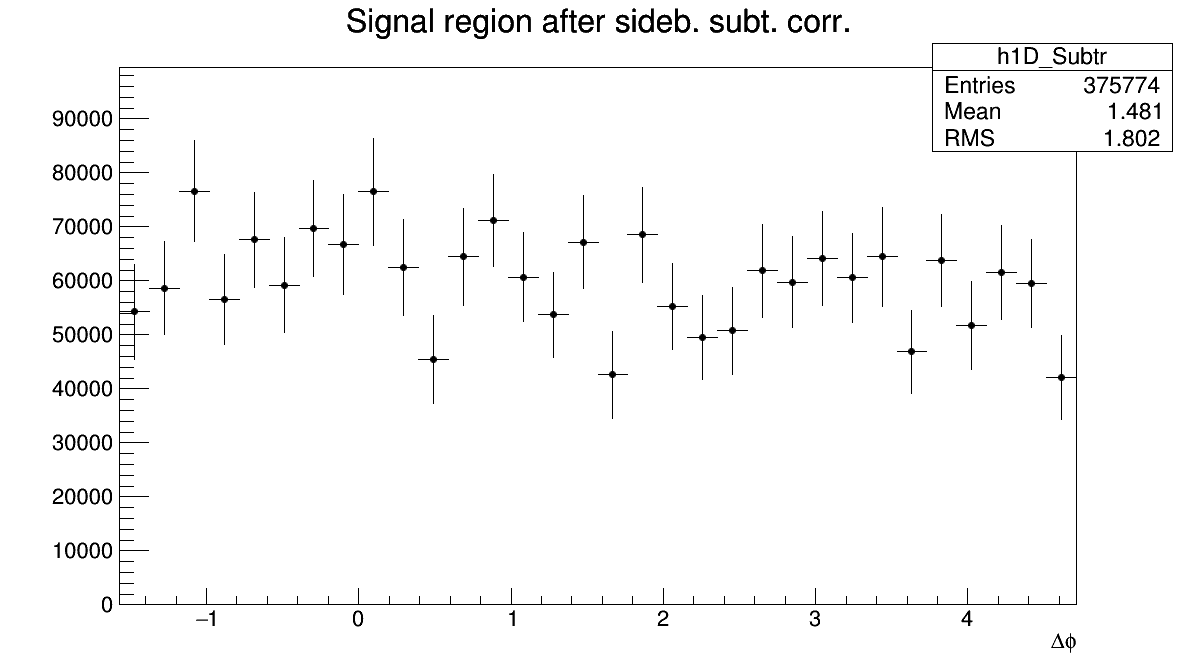 Signal region after sideb. subt. corr.
h1D_Subtr
Entries 375774
Mean 1.481
RMS 1.802
90000
80000
70000
60000
50000
40000
30000
20000
10000
0
−1 0 1 2 3 4
Δϕ